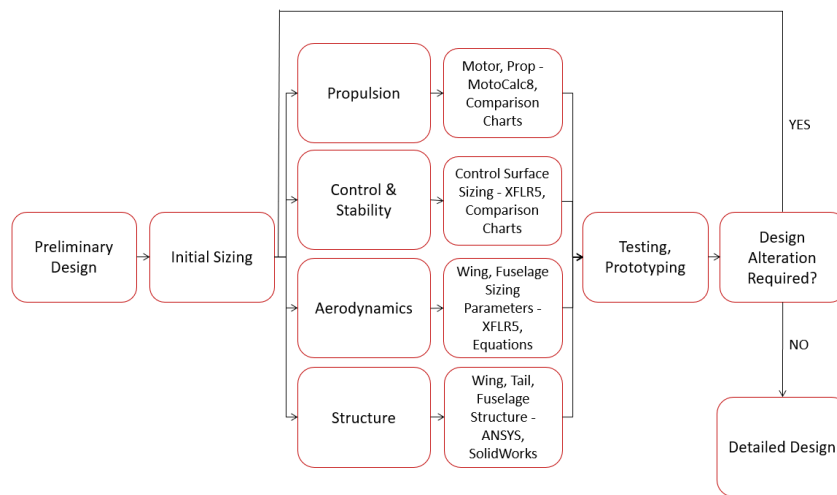 Preliminary
Design
Initial Sizing
Propulsion
Motor, Prop -
MotoCalc8,
Comparison
Charts
Control &
Stability
Control Surface
Sizing - XFLR5,
Comparison
Charts
Aerodynamics
Wing, Fuselage
Sizing
Parameters -
XFLR5,
Equations
Structure
Wing, Tail,
Fuselage
Structure -
ANSYS,
SolidWorks
Testing,
Prototyping
Design
Alteration
Required?
YES
NO
Detailed Design